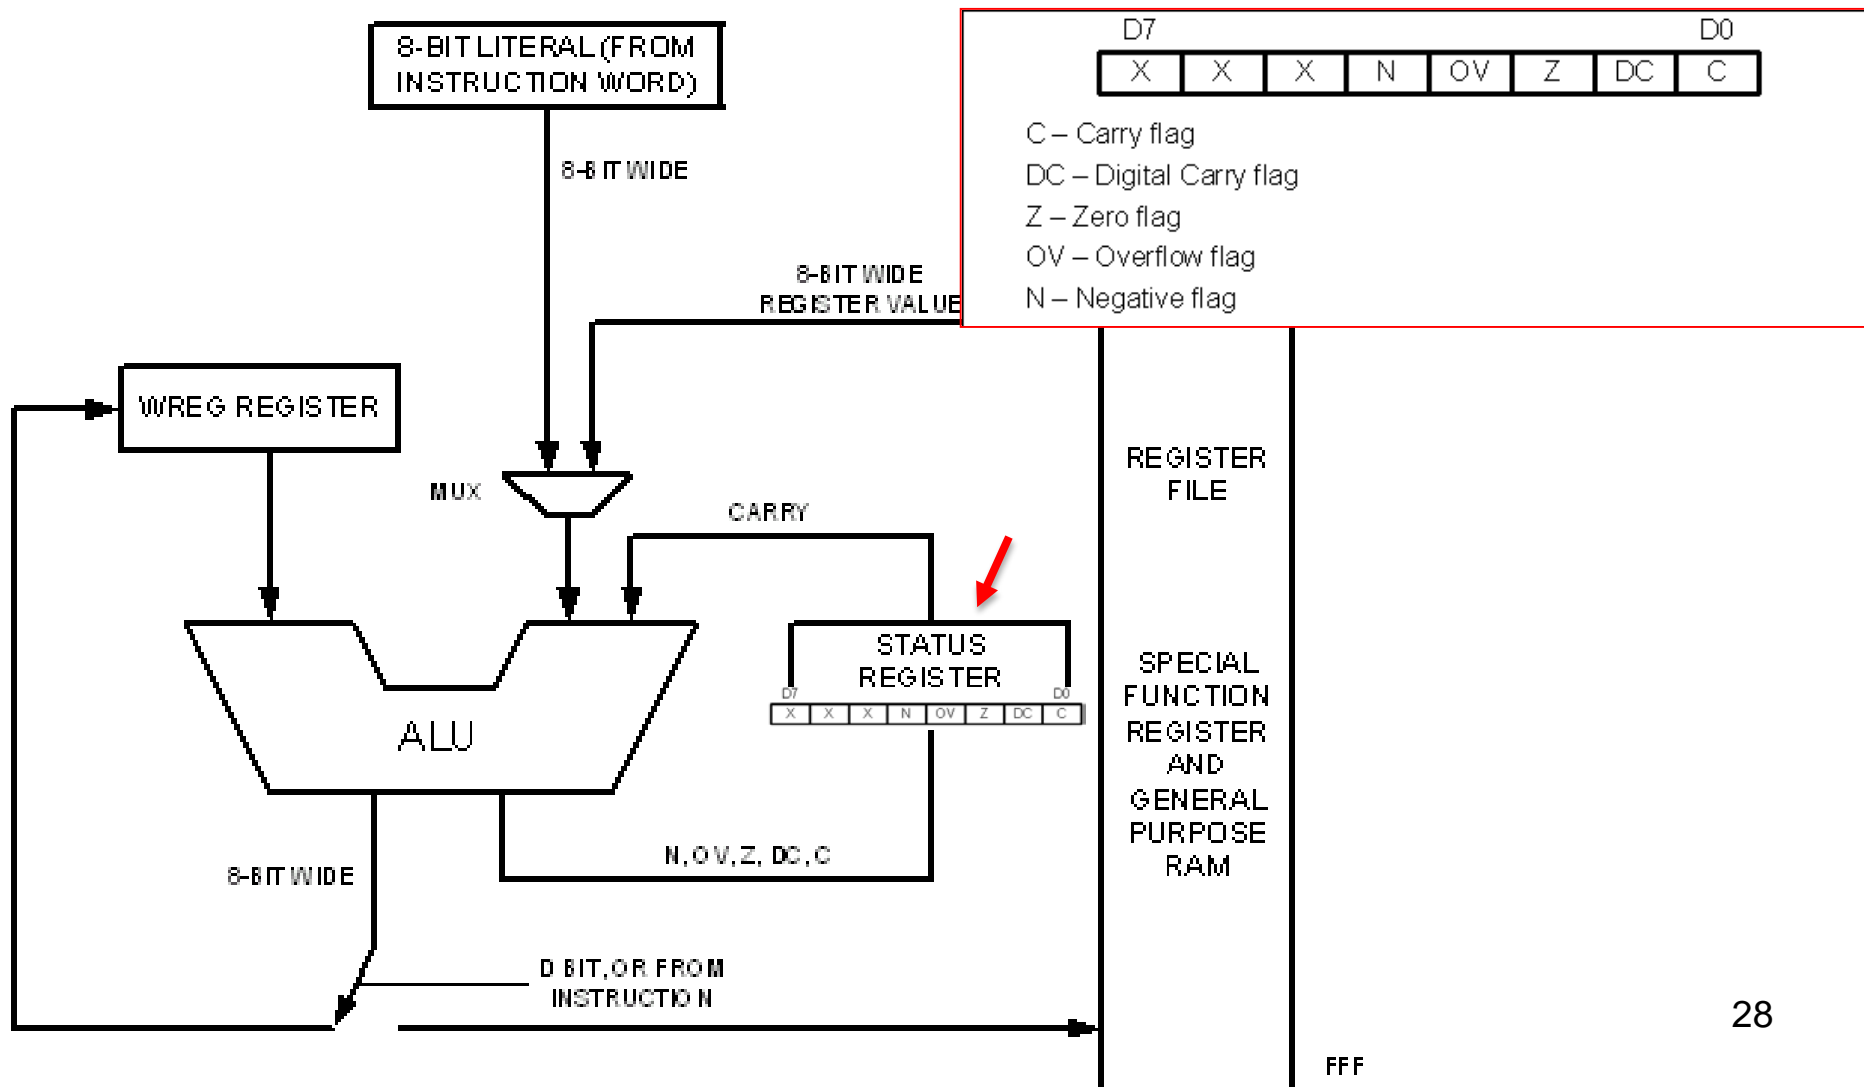 8-BIT LITERAL (FROM
INSTRUCTION WORD)
8-BIT WIDE
D7 D0
X X X N OV Z DC C
C – Carry flag
DC – Digital Carry flag
Z – Zero flag
OV – Overflow flag
N – Negative flag
8-BIT WIDE
REGISTER VALUE
WREG REGISTER
MUX
CARRY
REGISTER
FILE
STATUS
REGISTER
D7 D0
X X X N OV Z DC C
ALU
SPECIAL
FUNCTION
REGISTER
AND
GENERAL
PURPOSE
RAM
N, OV, Z, DC, C
8-BIT WIDE
D BIT, OR FROM
INSTRUCTION
28
FFF